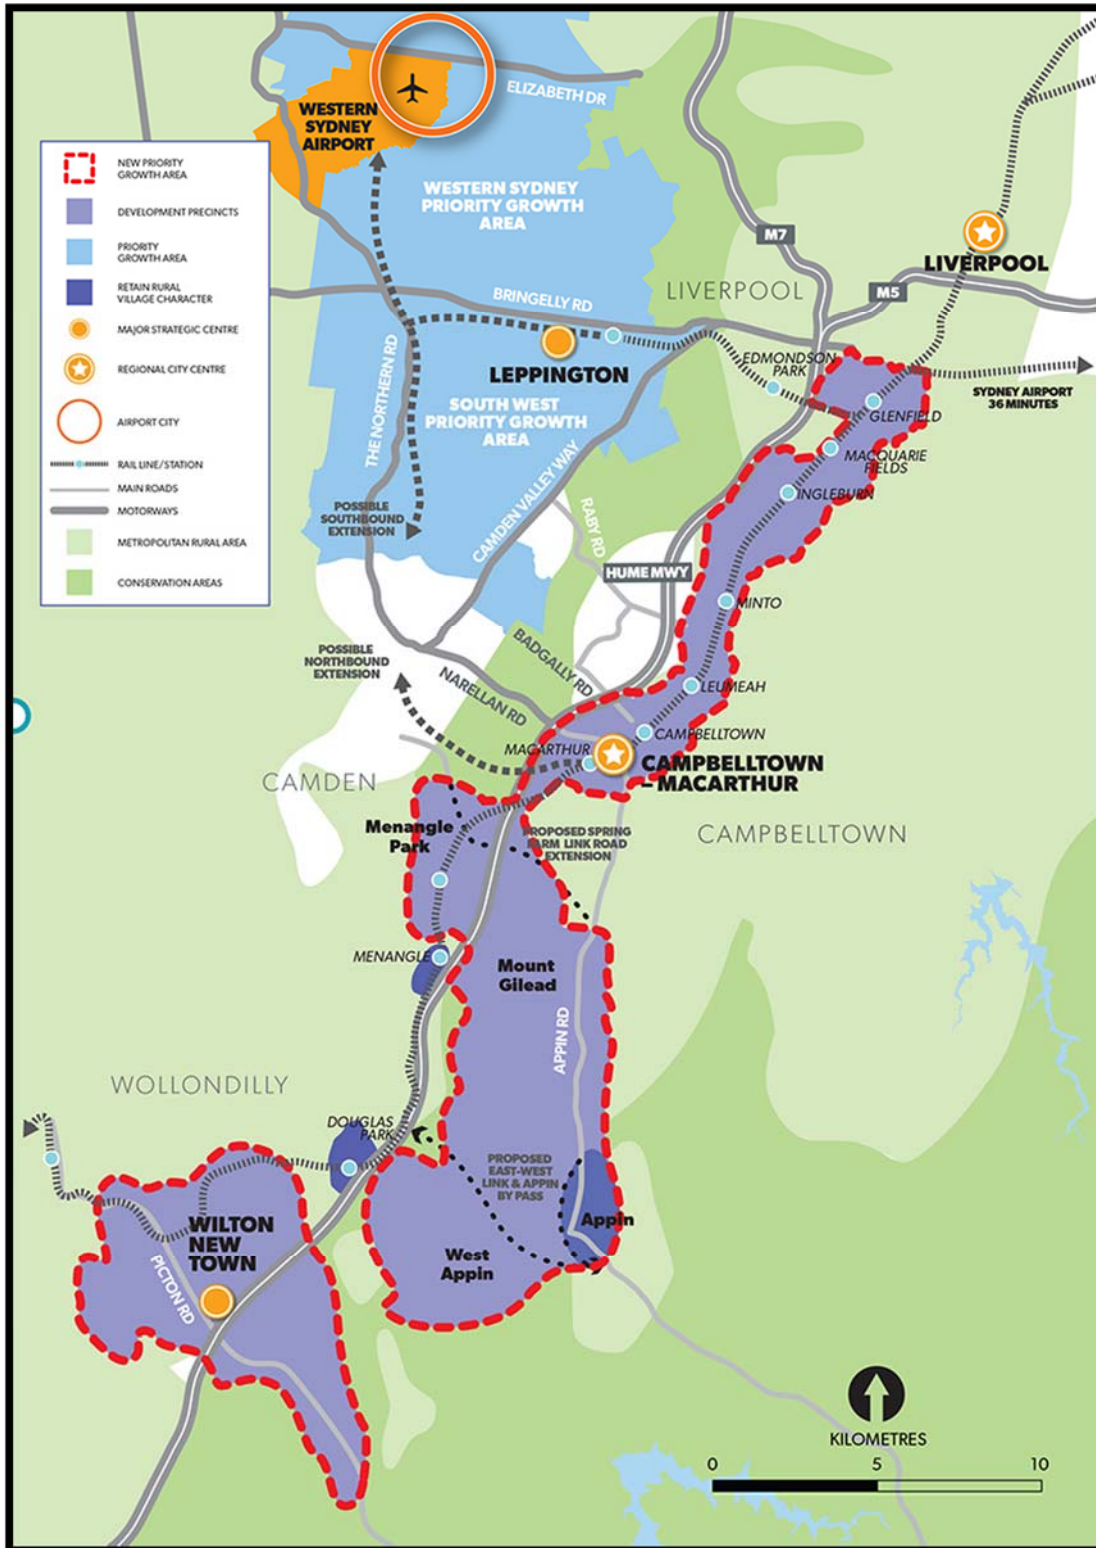 ELIZABETH DR
WESTERN
SYDNEY
AIRPORT
NEW PRIORITY
GROWTH AREA
DEVELOPMENT PRECINCTS
PRIORITY
GROWTH AREA
RETAIN RURAL
VILLAGE CHARACTER
MAJOR STRATEGIC CENTRE
REGIONAL CITY CENTRE
AIRPORT CITY
RAIL LINE/STATION
MAIN ROADS
MOTORWAYS
METROPOLITAN RURAL AREA
CONSERVATION AREAS
WESTERN SYDNEY
PRIORITY GROWTH
AREA
M7
LIVERPOOL
LIVERPOOL
M5
BRINGELLY RD
THE NORTHERN RD
LEPPINGTON
EDMONDSON
PARK
SYDNEY AIRPORT
36 MINUTES
SOUTH WEST
PRIORITY GROWTH
AREA
GLENFIELD
MACQUARIE
FIELDS
INGLEBURN
CAMDEN VALLEY WAY
RABY RD
POSSIBLE
SOUTHBOUND
EXTENSION
HUME MWY
MINTO
POSSIBLE
NORTHBOUND
EXTENSION
BADGALLY RD
NARELLAN RD
LEUMEAH
CAMPBELLTOWN
MACARTHUR
CAMPBELLTOWN
– MACARTHUR
CAMDEN
Menangle
Park
PROPOSED SPRING
FARM LINK ROAD
EXTENSION
CAMPBELLTOWN
MENANGLE
Mount
Gilead
APPIN RD
WOLLONDILLY
DOUGLAS
PARK
PROPOSED
EAST-WEST
LINK & APPIN
BY PASS
Appin
WILTON
NEW
TOWN
West
Appin
PICTON RD
KILOMETRES
0 5 10